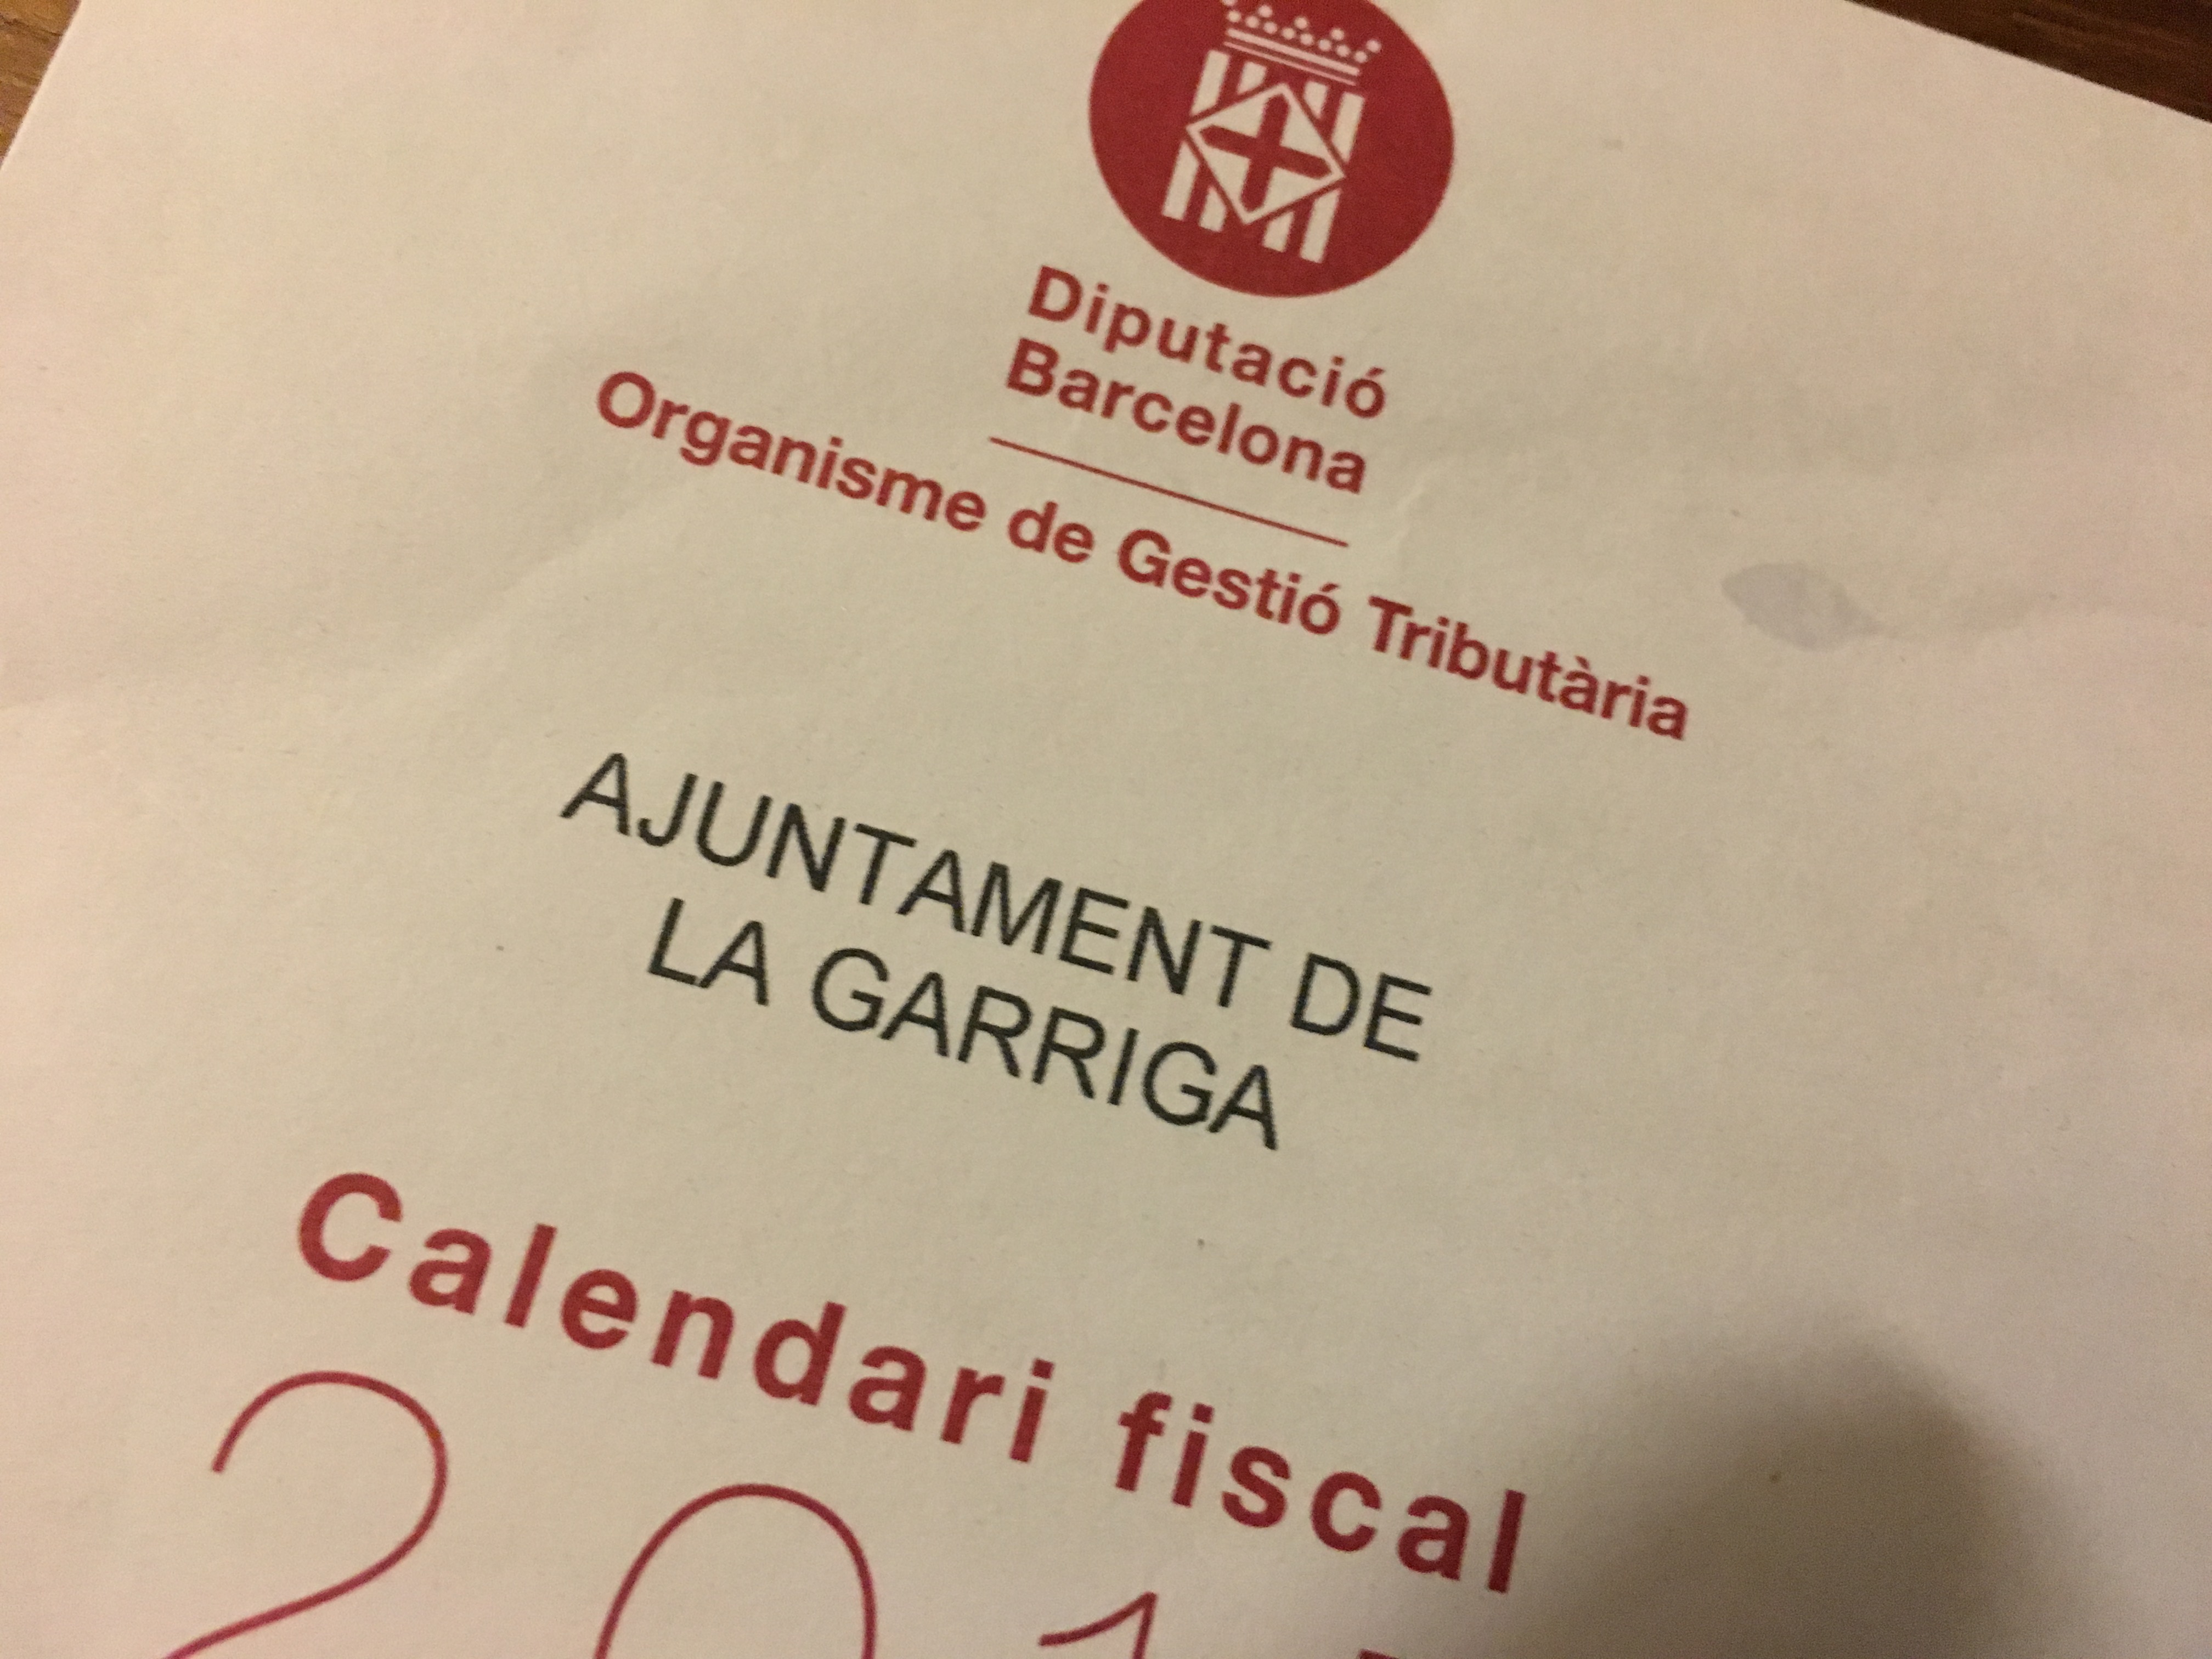 Diputació
Barcelona
Organisme de Gestió Tributària
AJUNTAMENT DE
LA GARRIGA
Calendari fiscal